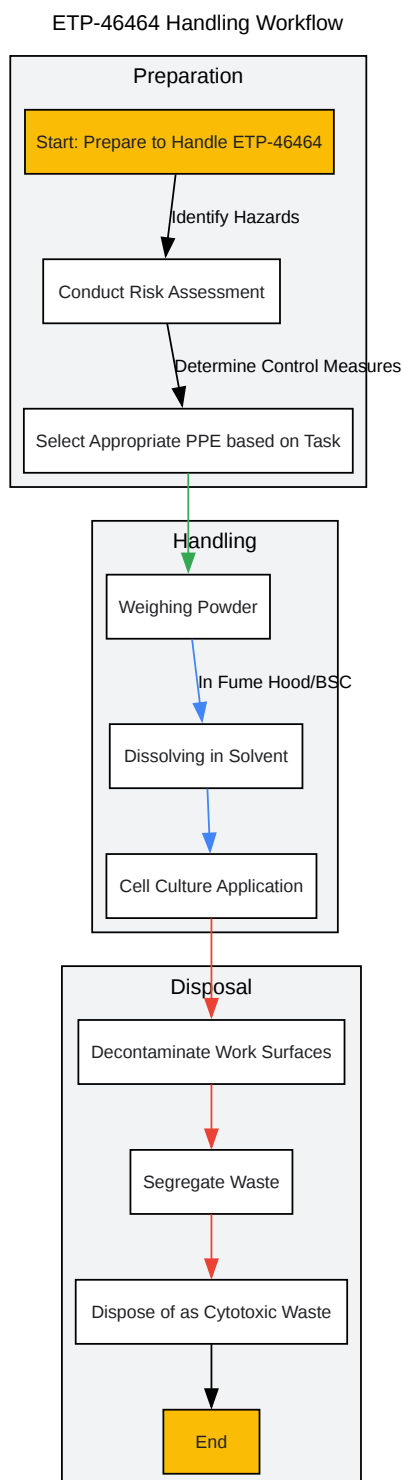 ETP-46464 Handling Workflow
Preparation
Start: Prepare to Handle ETP-46464
Identify Hazards
Conduct Risk Assessment
Determine Control Measures
Select Appropriate PPE based on Task
Handling
Weighing Powder
In Fume Hood/BSC
Dissolving in Solvent
Cell Culture Application
Disposal
Decontaminate Work Surfaces
Segregate Waste
Dispose of as Cytotoxic Waste
End